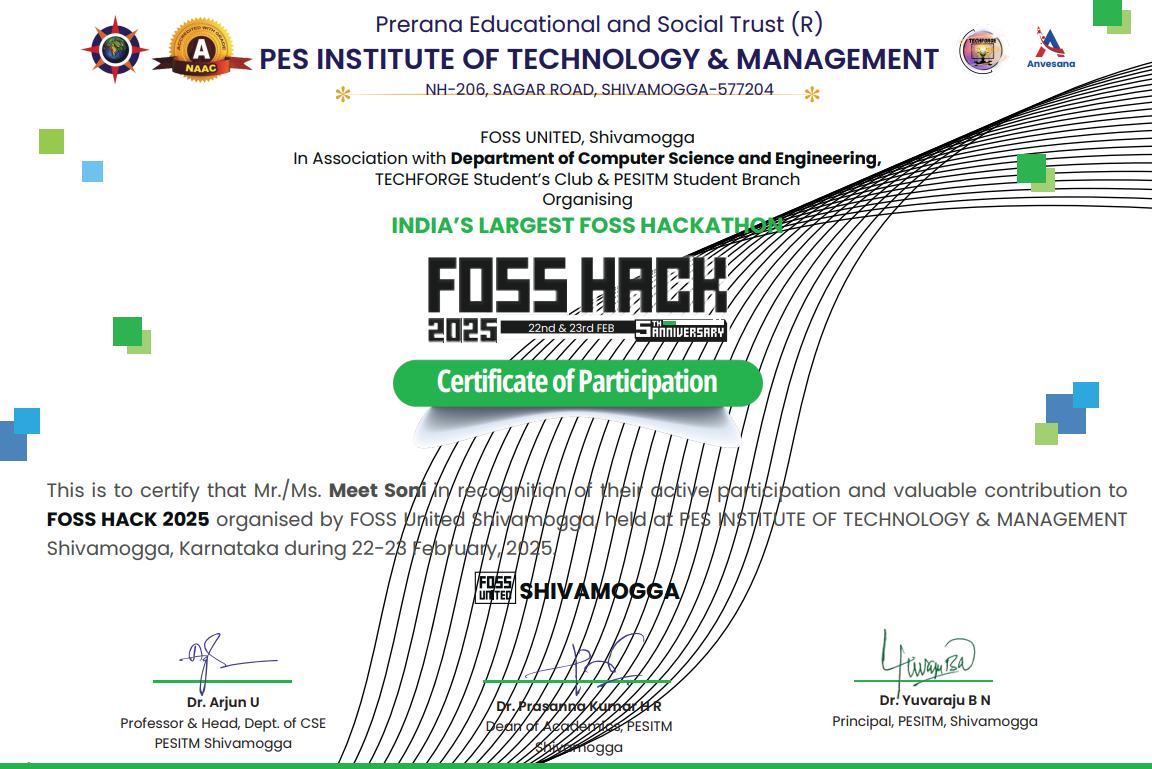 Prerana Educational and Social Trust (R)
PES INSTITUTE OF TECHNOLOGY & MANAGEMENT
NH-206, SAGAR ROAD, SHIVAMOGGA-577204
ACCREDITED WITH GRADE
A
NAAC
TECHFORGE
Anvesana
FOSS UNITED, Shivamogga
In Association with Department of Computer Science and Engineering,
TECHFORGE Student’s Club & PESITM Student Branch
Organising
INDIA’S LARGEST FOSS HACKATHON
FOSS HACK
2025 22nd & 23rd FEB 5TH ANNIVERSARY
Certificate of Participation
This is to certify that Mr./Ms. Meet Soni in recognition of their active participation and valuable contribution to
FOSS HACK 2025 organised by FOSS United Shivamogga, held at PES INSTITUTE OF TECHNOLOGY & MANAGEMENT
Shivamogga, Karnataka during 22-23 February, 2025.
FOSS UNITED SHIVAMOGGA
Yuvaraju B N
Dr. Arjun U
Professor & Head, Dept. of CSE
PESITM Shivamogga
Dr. Prasanna Kumar H R
Dean of Academics, PESITM
Shivamogga
Dr. Yuvaraju B N
Principal, PESITM, Shivamogga